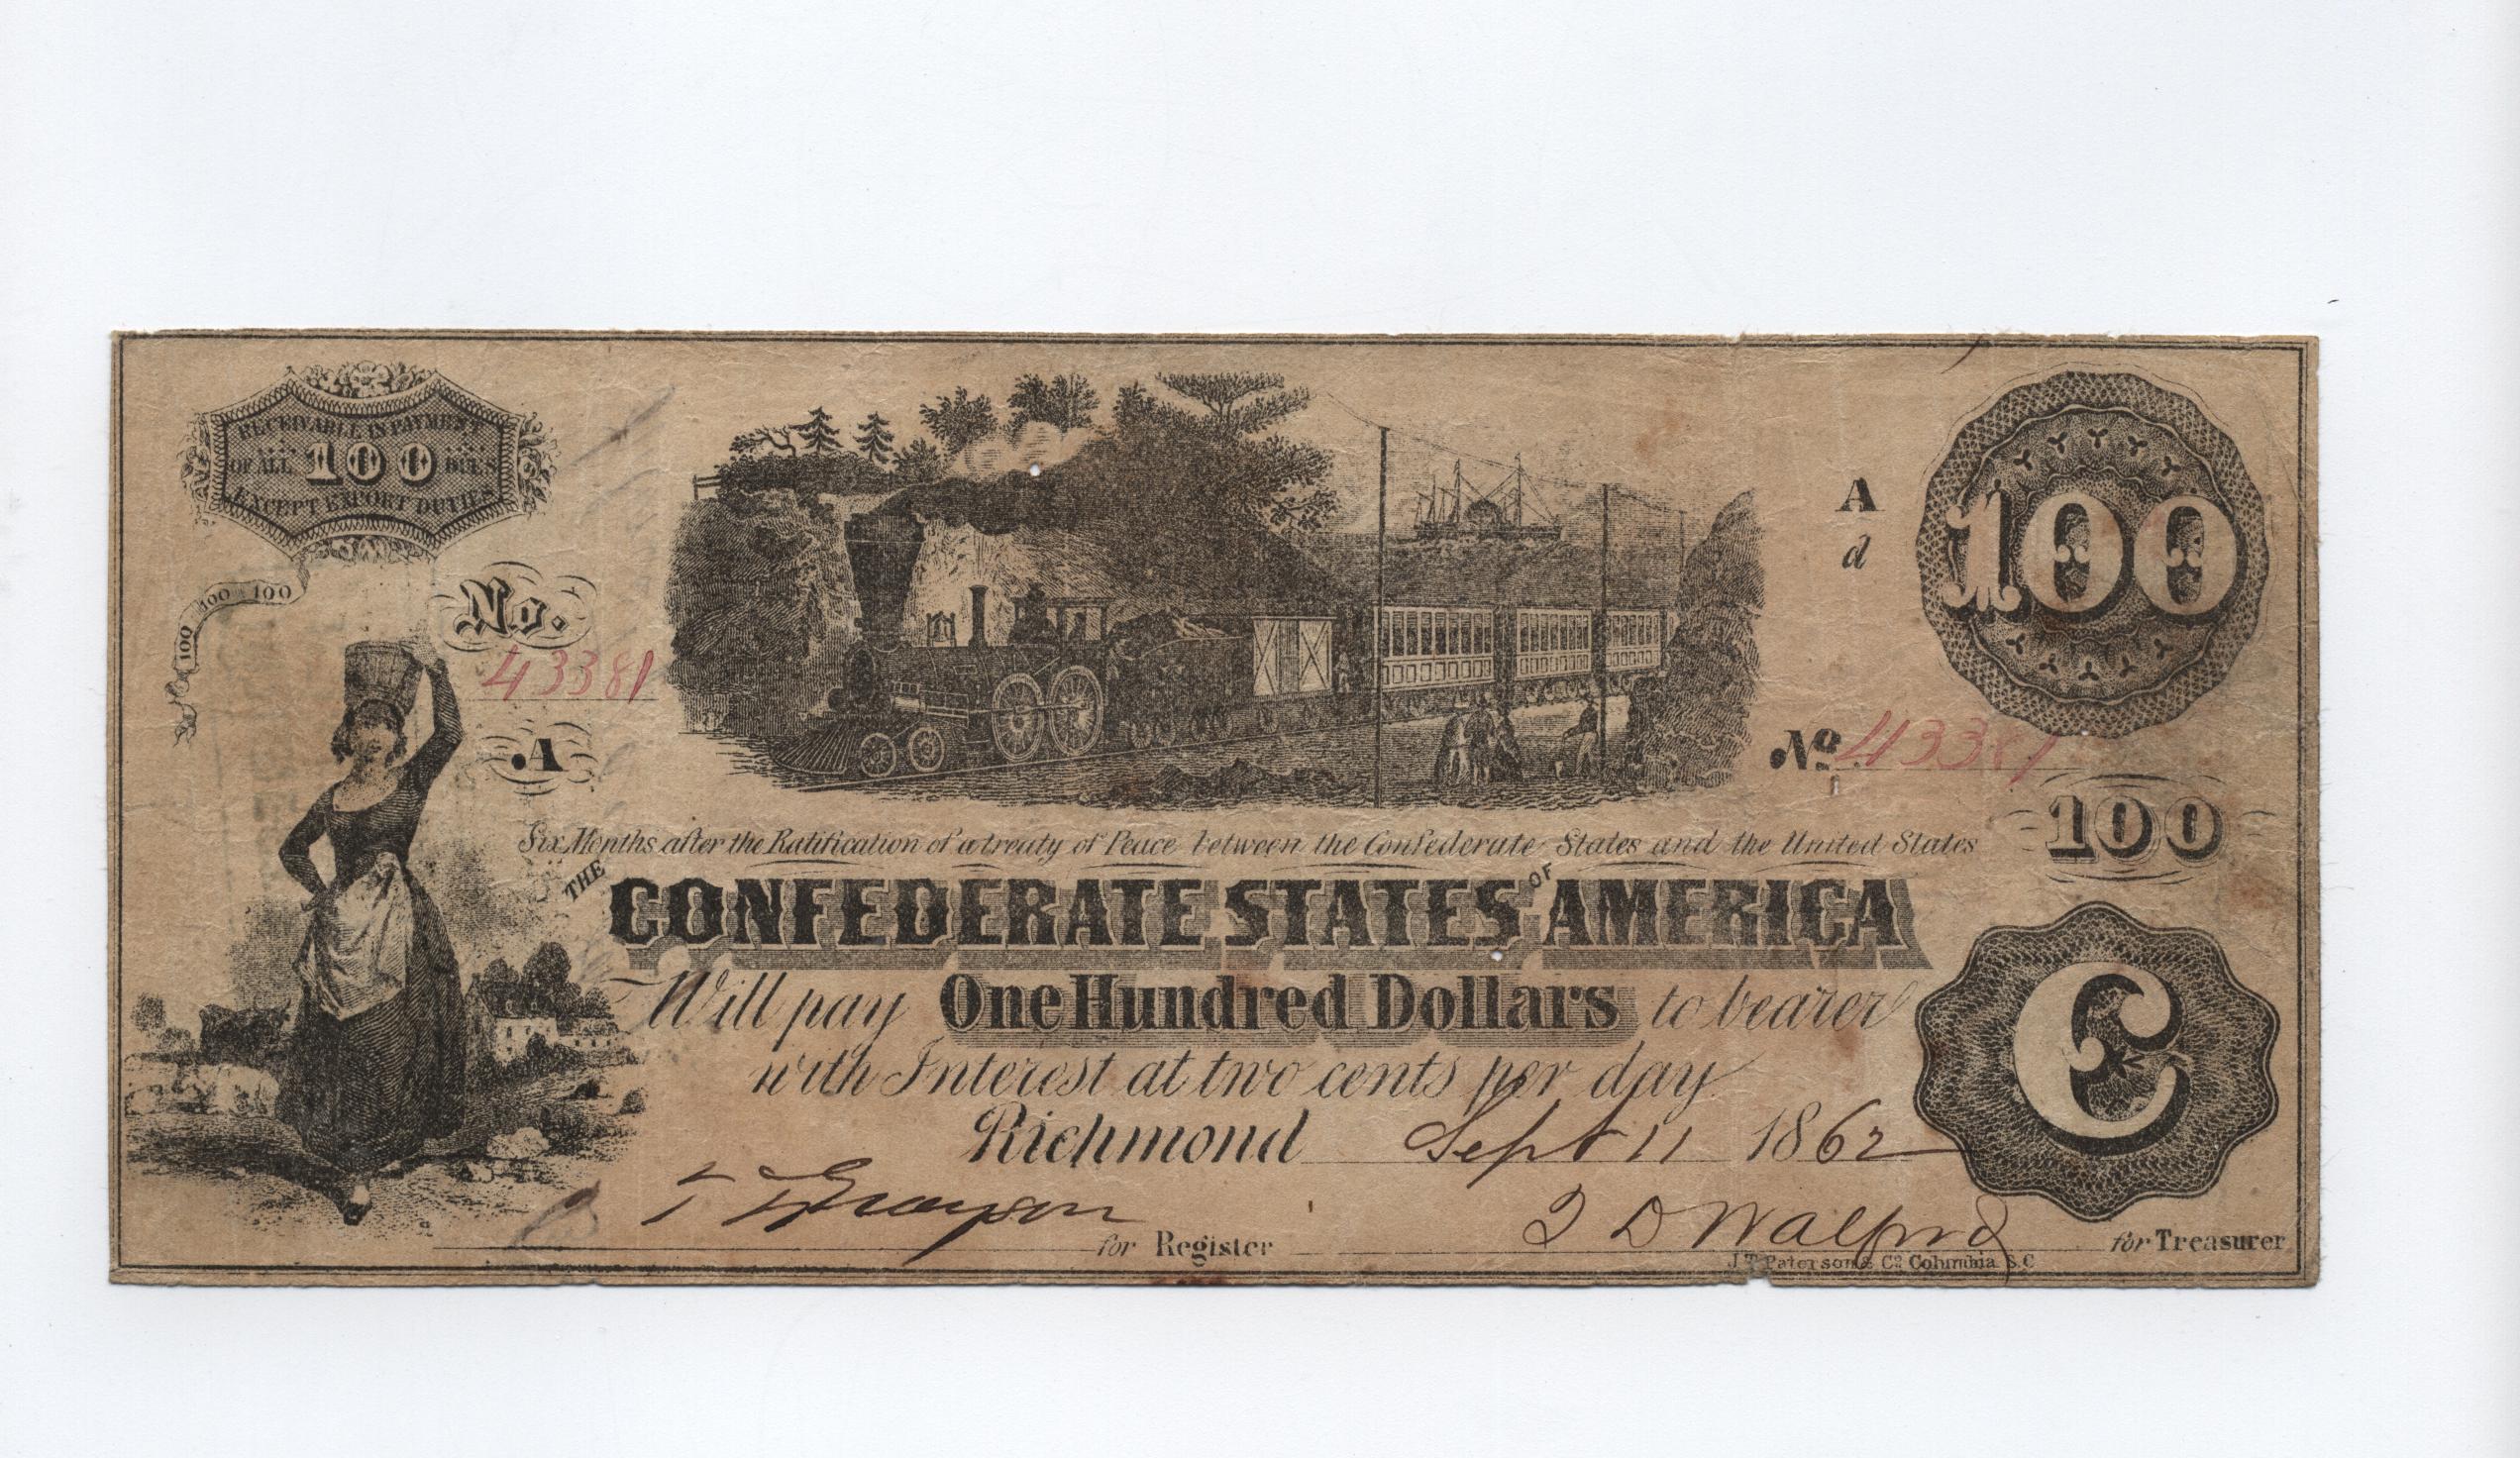 RECEIVABLE IN PAYMENT
OF ALL 100 DUES
EXCEPT EXPORT DUTIES
100 100 100
No.
43381
A
A
d
100
No 43381
100
Six Months after the Ratification of a treaty of Peace between the Confederate States and the United States
THE CONFEDERATE STATES OF AMERICA
Will pay One Hundred Dollars to bearer
with Interest at two cents per day
Richmond Sept 11 1862
C
T Grayson for Register
J D Walford for Treasurer
J T Paterson & Co Columbia S.C